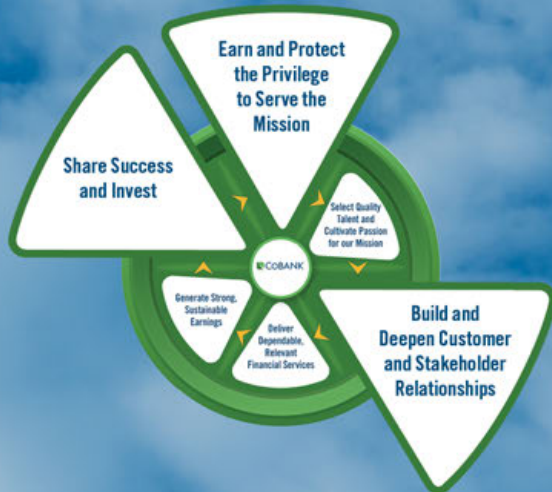 Earn and Protect
the Privilege
to Serve the
Mission
Share Success
and Invest
Select Quality
Talent and
Cultivate Passion
for our Mission
COBANK
Generate Strong,
Sustainable
Earnings
Deliver
Dependable,
Relevant
Financial Services
Build and
Deepen Customer
and Stakeholder
Relationships